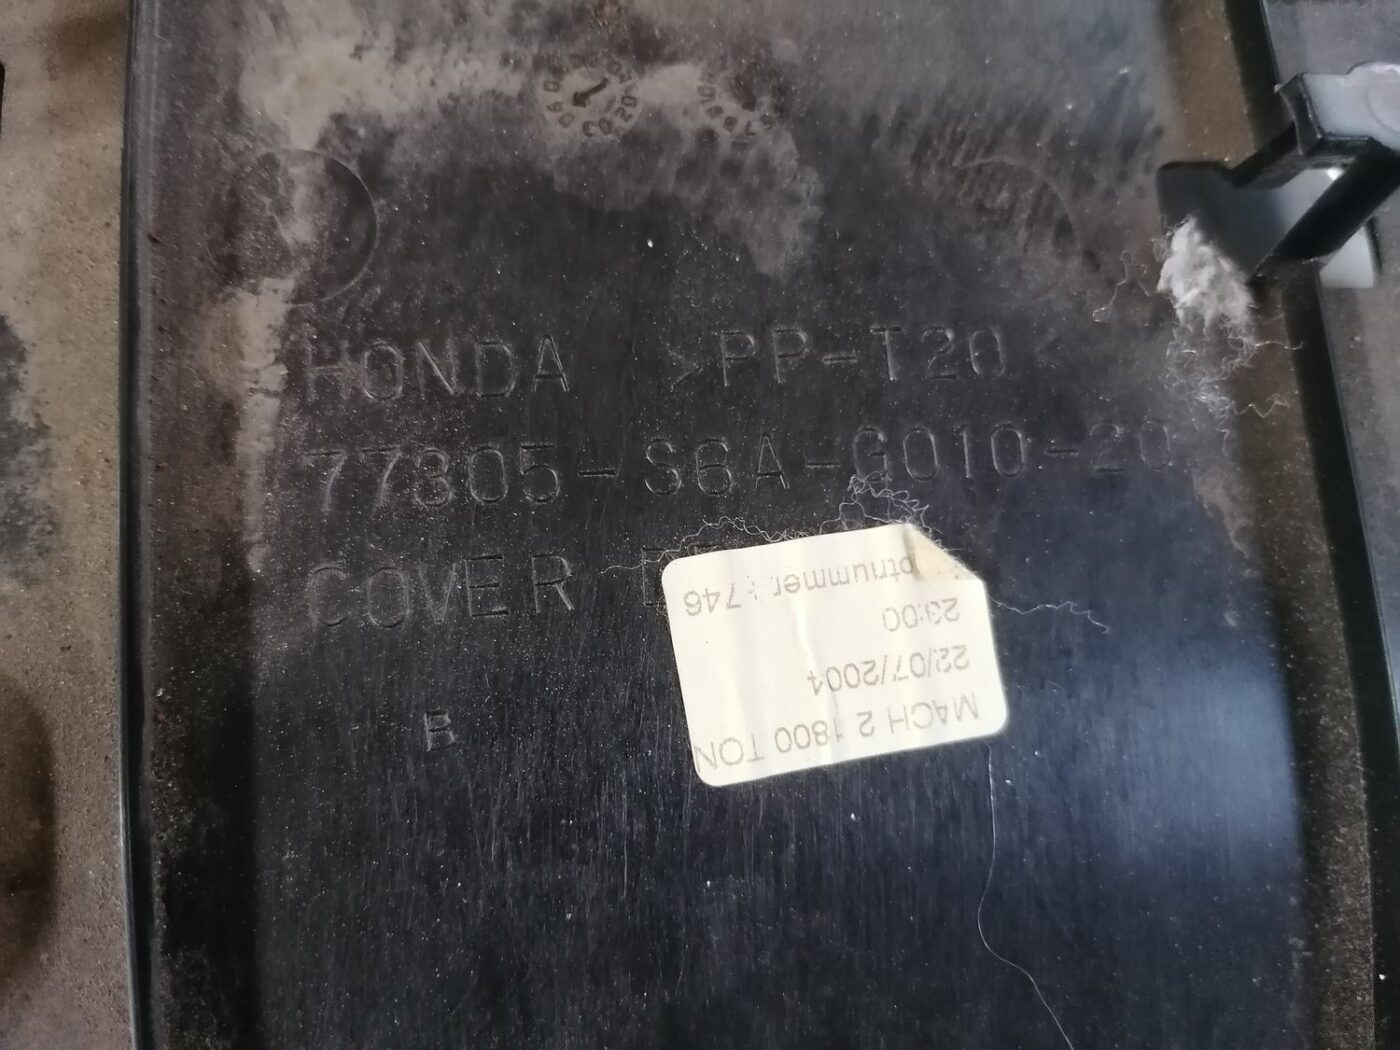 HONDA >PP-T20<
77805-S6A-G010-20
COVER
B
MACH 2 1800 TON
22/07/2004
23:00
ptnummer : 746